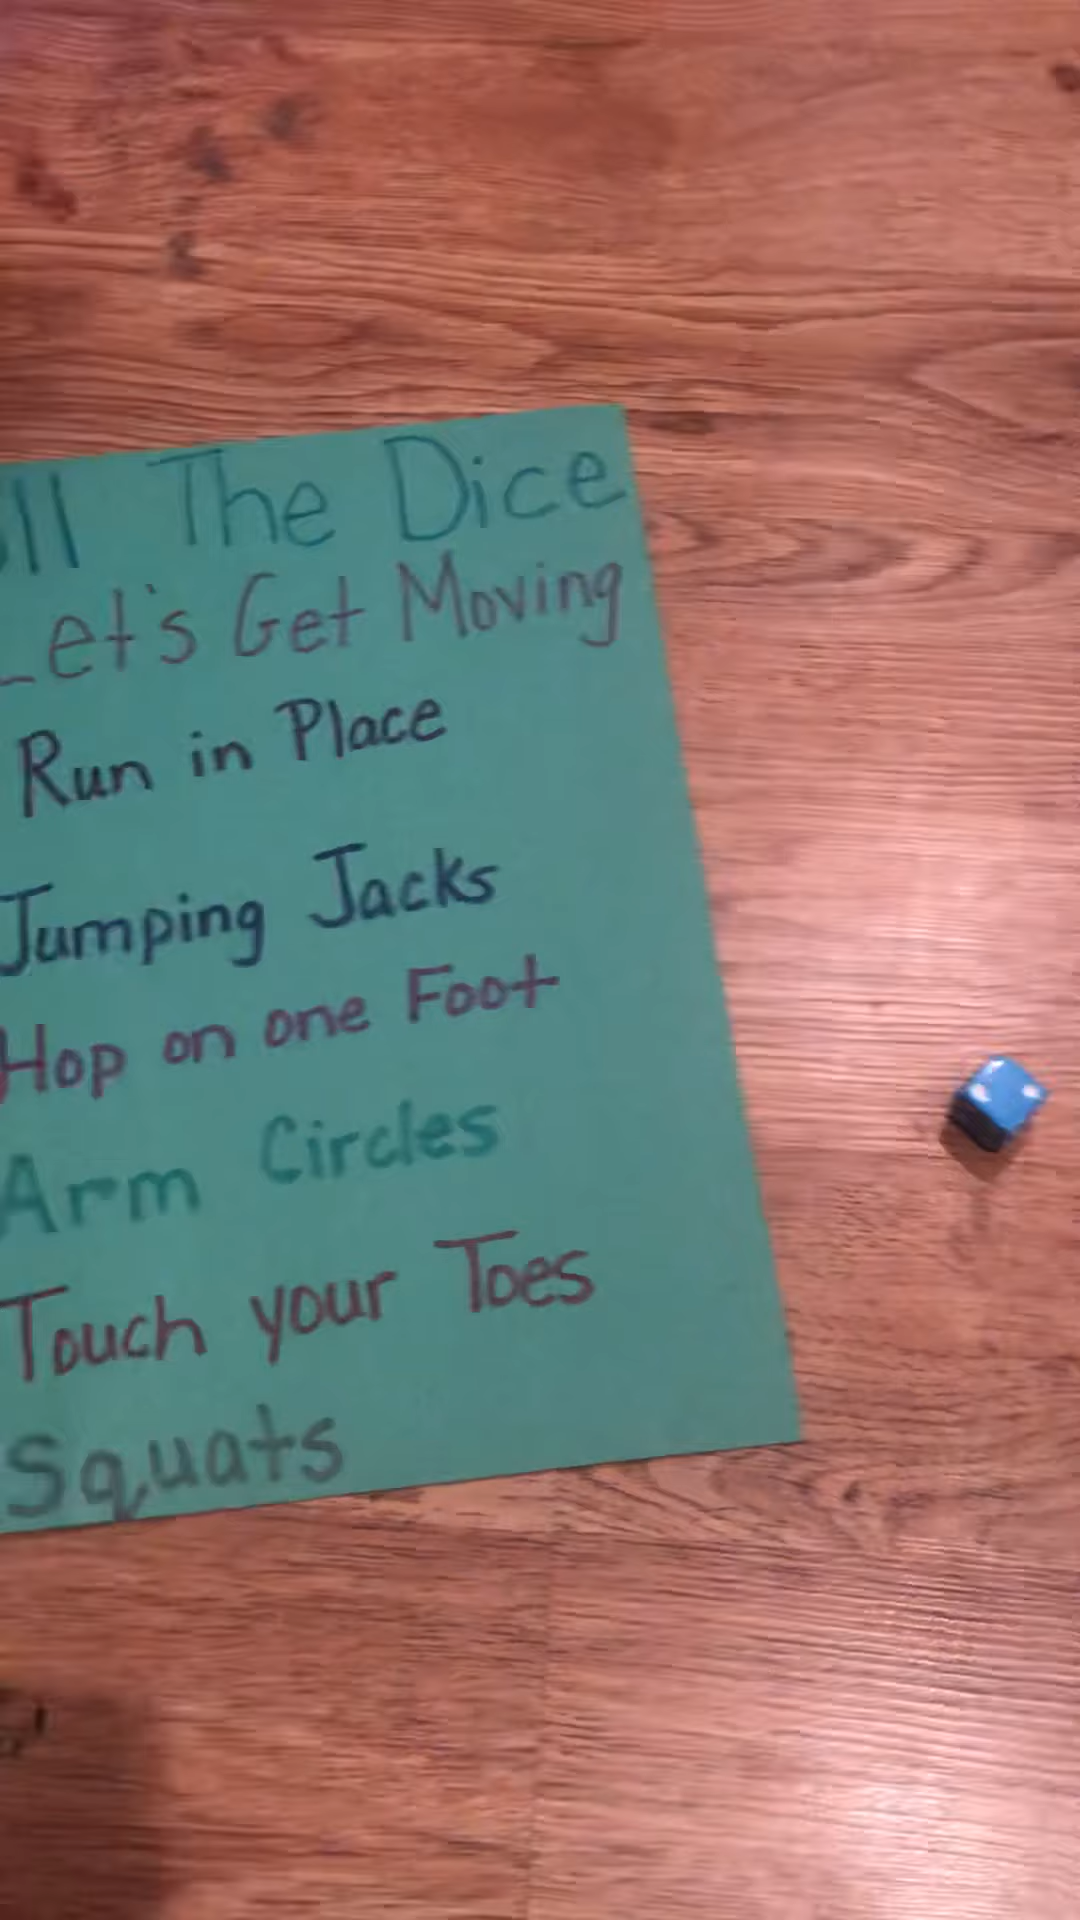 ll The Dice
Let's Get Moving
Run in Place
Jumping Jacks
Hop on one Foot
Arm Circles
Touch your Toes
Squats